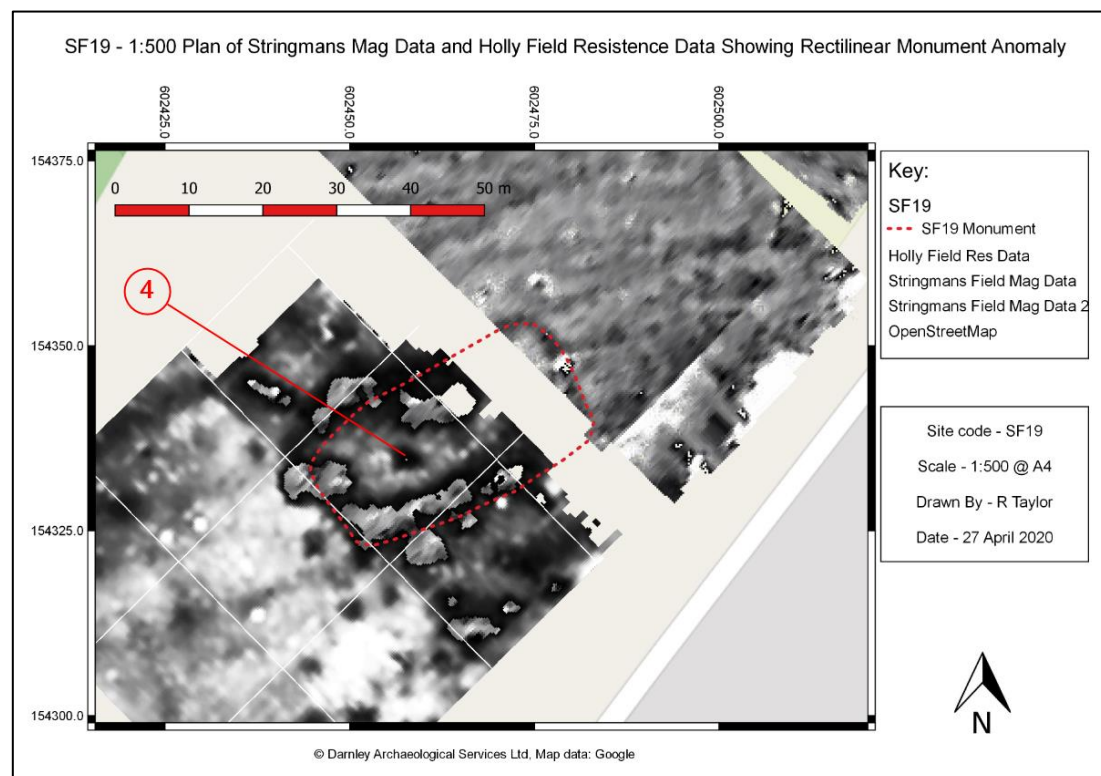 SF19 - 1:500 Plan of Stringmans Mag Data and Holly Field Resistence Data Showing Rectilinear Monument Anomaly
602425.0
602450.0
602475.0
602500.0
154375.0
154350.0
154325.0
154300.0
0 10 20 30 40 50 m
4
Key:
SF19
SF19 Monument
Holly Field Res Data
Stringmans Field Mag Data
Stringmans Field Mag Data 2
OpenStreetMap
Site code - SF19
Scale - 1:500 @ A4
Drawn By - R Taylor
Date - 27 April 2020
N
© Darnley Archaeological Services Ltd, Map data: Google